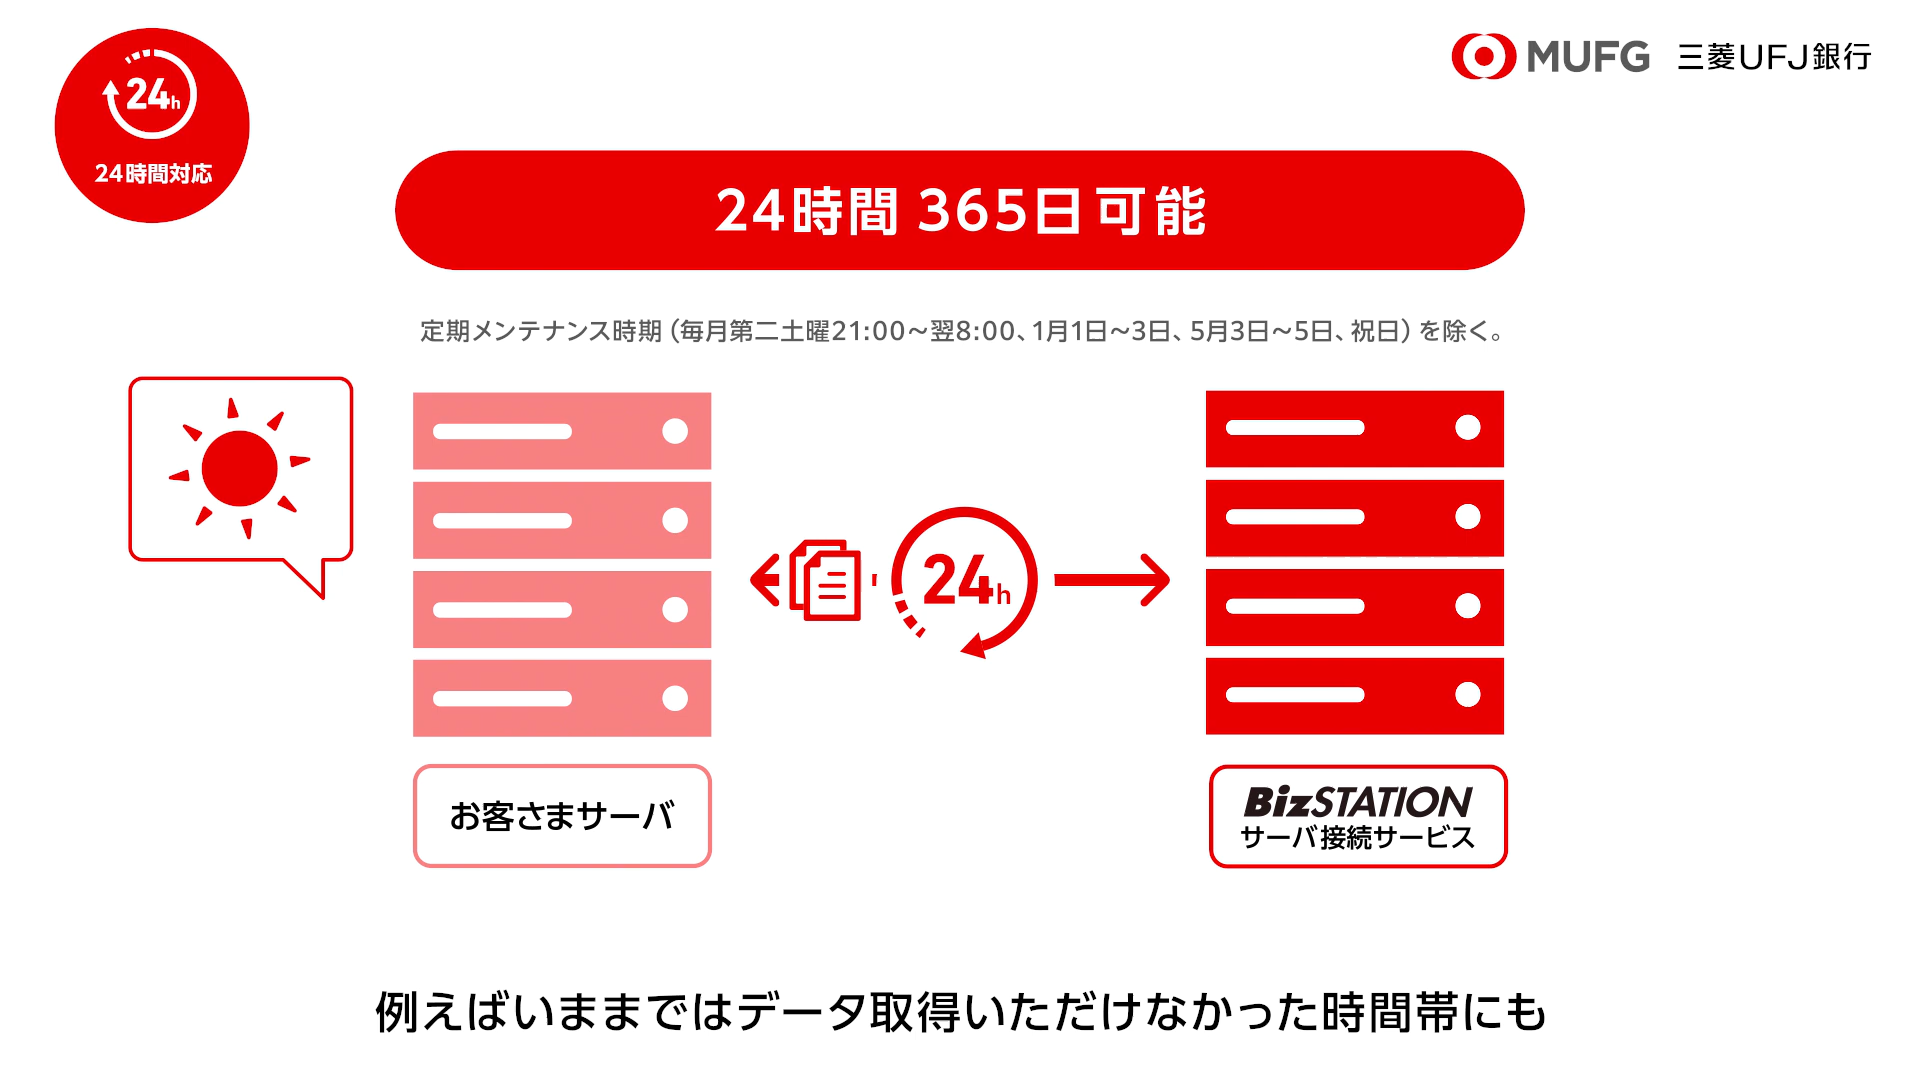 24h
24時間対応
MUFG 三菱UFJ銀行
24時間 365日可能
定期メンテナンス時期（毎月第二土曜21:00～翌8:00、1月1日～3日、5月3日～5日、祝日）を除く。
24h
お客さまサーバ
BizSTATION
サーバ接続サービス
例えばいままではデータ取得いただけなかった時間帯にも